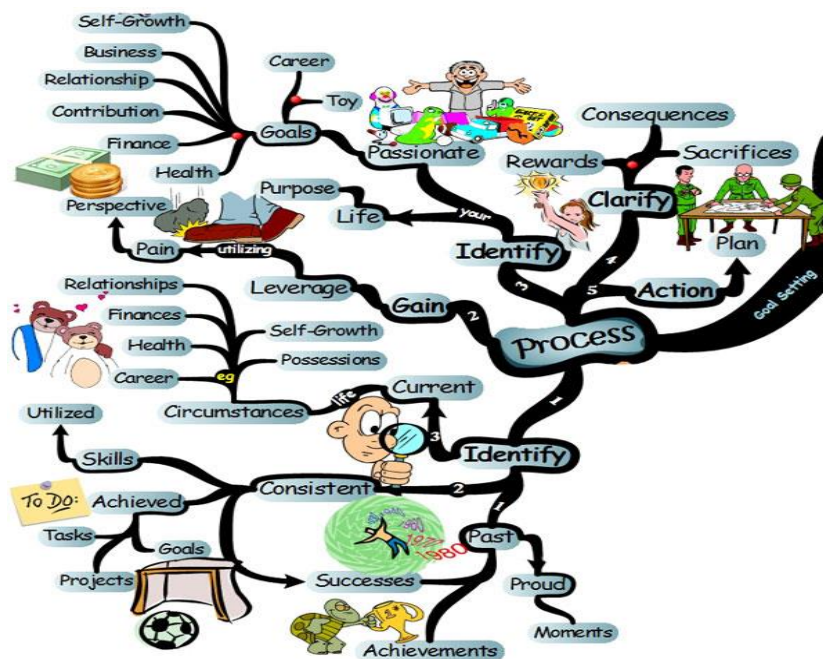 Self-Growth
Business
Relationship
Contribution
Finance
Health
Goals
Career
Toy
Passionate
Purpose
Life
your
Identify
3
Consequences
Rewards
Sacrifices
Clarify
4
Plan
Action
5
Goal Setting
Process
Perspective
Pain
utilizing
Leverage
Gain
2
Relationships
Finances
Health
Career
eg
Self-Growth
Possessions
Circumstances
life
Current
3
Identify
1
Utilized
Skills
Consistent
2
TO DO:
Achieved
Tasks
Goals
Projects
1977
1980
Successes
1
Past
Proud
Moments
Achievements